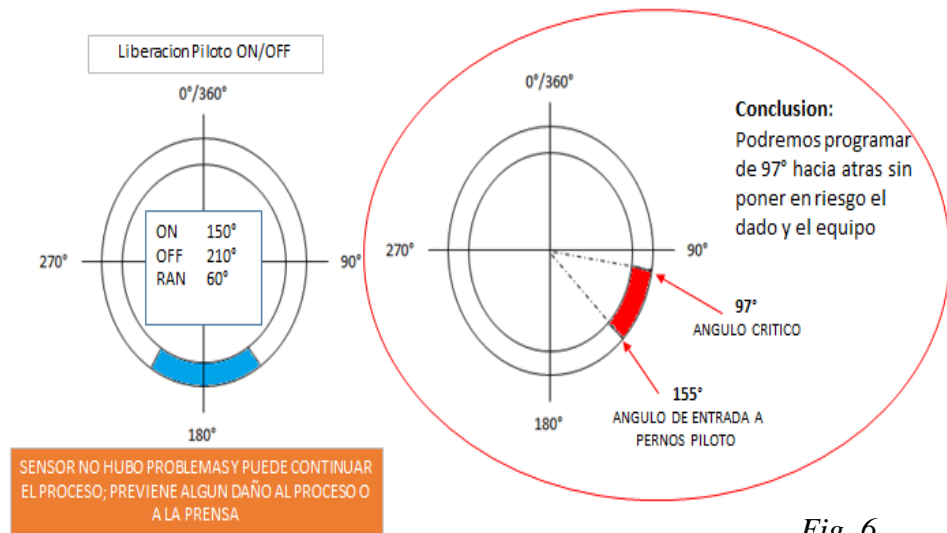 Liberacion Piloto ON/OFF
0°/360°
ON 150°
OFF 210°
RAN 60°
270°
90°
180°
SENSOR NO HUBO PROBLEMAS Y PUEDE CONTINUAR
EL PROCESO; PREVIENE ALGUN DAÑO AL PROCESO O
A LA PRENSA
0°/360°
270°
90°
180°
97°
ANGULO CRITICO
155°
ANGULO DE ENTRADA A
PERNOS PILOTO
Conclusion:
Podremos programar
de 97° hacia atras sin
poner en riesgo el
dado y el equipo
Fig. 6